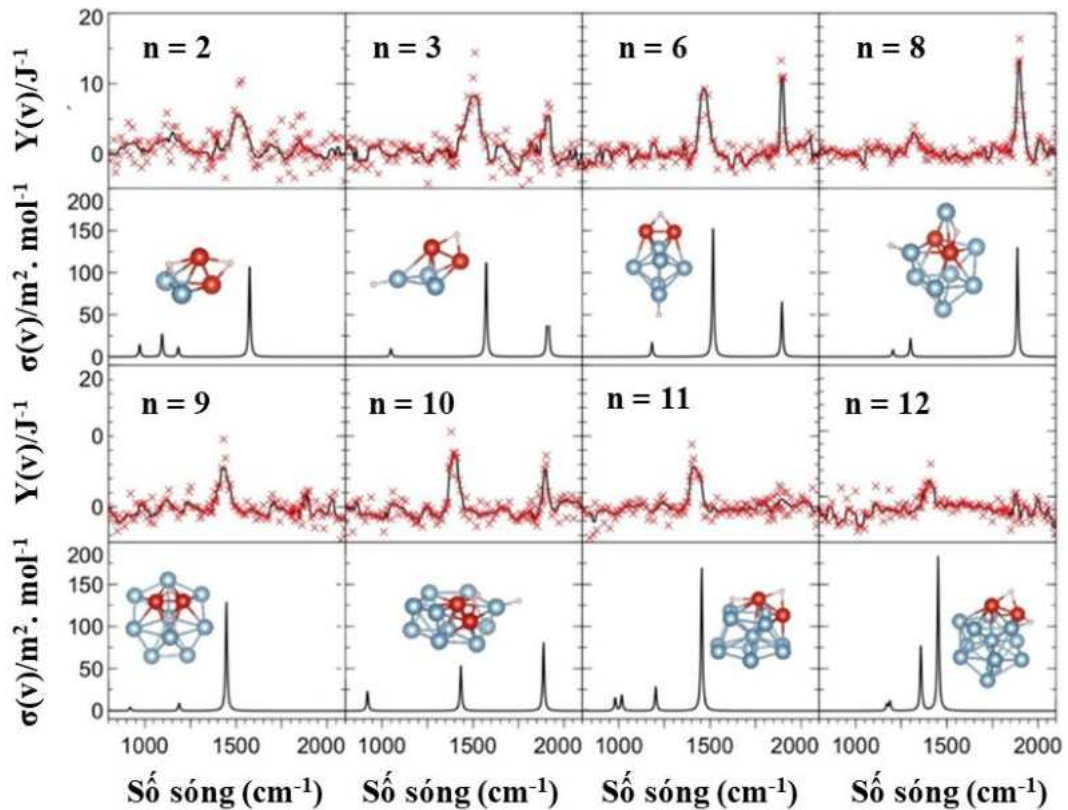 20
10
0
Y(ν)/J⁻¹
n = 2
n = 3
n = 6
n = 8
200
150
100
50
0
σ(ν)/m². mol⁻¹
20
0
0
Y(ν)/J⁻¹
n = 9
n = 10
n = 11
n = 12
200
150
100
50
0
σ(ν)/m². mol⁻¹
1000 1500 2000 1000 1500 2000 1000 1500 2000 1000 1500 2000
Số sóng (cm⁻¹) Số sóng (cm⁻¹) Số sóng (cm⁻¹) Số sóng (cm⁻¹)